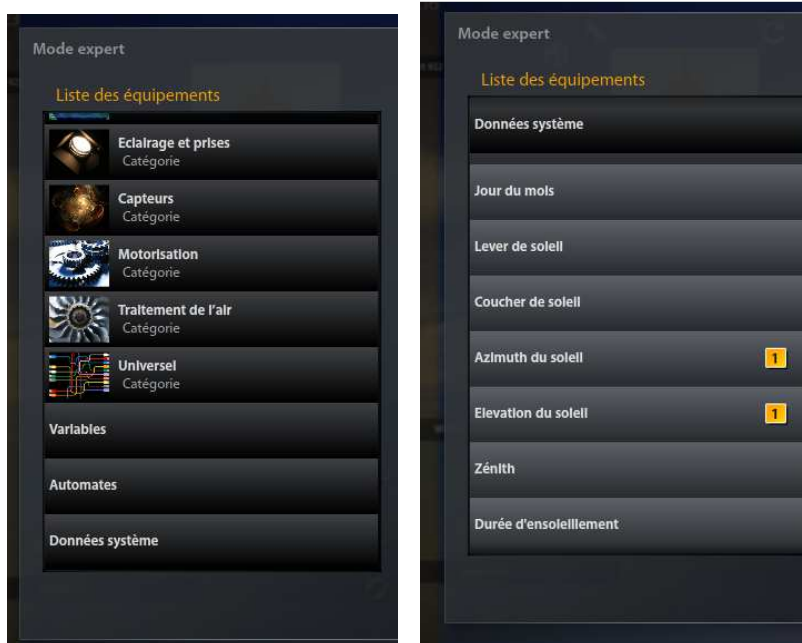 Mode expert
Liste des équipements
Eclairage et prises
Catégorie
Capteurs
Catégorie
Motorisation
Catégorie
Traitement de l'air
Catégorie
Universel
Catégorie
Variables
Automates
Données système
Mode expert
Liste des équipements
Données système
Jour du mois
Lever de soleil
Coucher de soleil
Azimuth du soleil
1
Elevation du soleil
1
Zénith
Durée d'ensoleillement